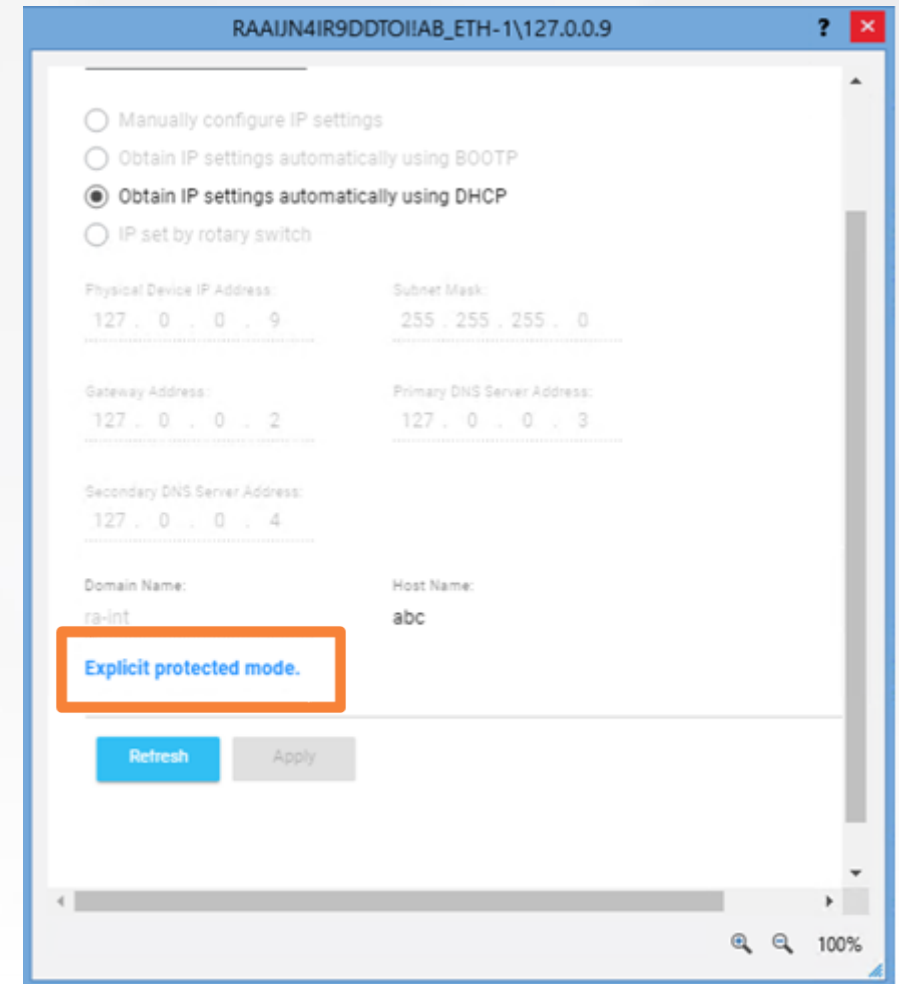 RAAIJN4IR9DDTOI!AB_ETH-1\127.0.0.9 ? ×
Manually configure IP settings
Obtain IP settings automatically using BOOTP
Obtain IP settings automatically using DHCP
IP set by rotary switch
Physical Device IP Address: Subnet Mask:
127 . 0 . 0 . 9 255 . 255 . 255 . 0
Gateway Address: Primary DNS Server Address:
127 . 0 . 0 . 2 127 . 0 . 0 . 3
Secondary DNS Server Address:
127 . 0 . 0 . 4
Domain Name: Host Name:
ra-int abc
Explicit protected mode.
Refresh Apply
100%